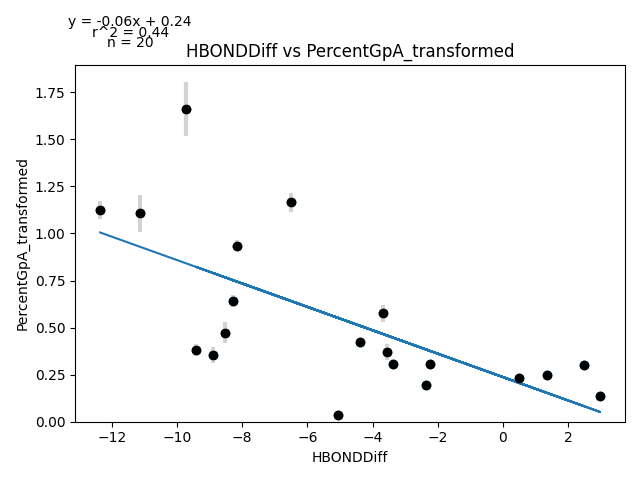 y = -0.06x + 0.24
r^2 = 0.44
n = 20
HBONDDiff vs PercentGpA_transformed
PercentGpA_transformed
1.75
1.50
1.25
1.00
0.75
0.50
0.25
0.00
−12 −10 −8 −6 −4 −2 0 2
HBONDDiff